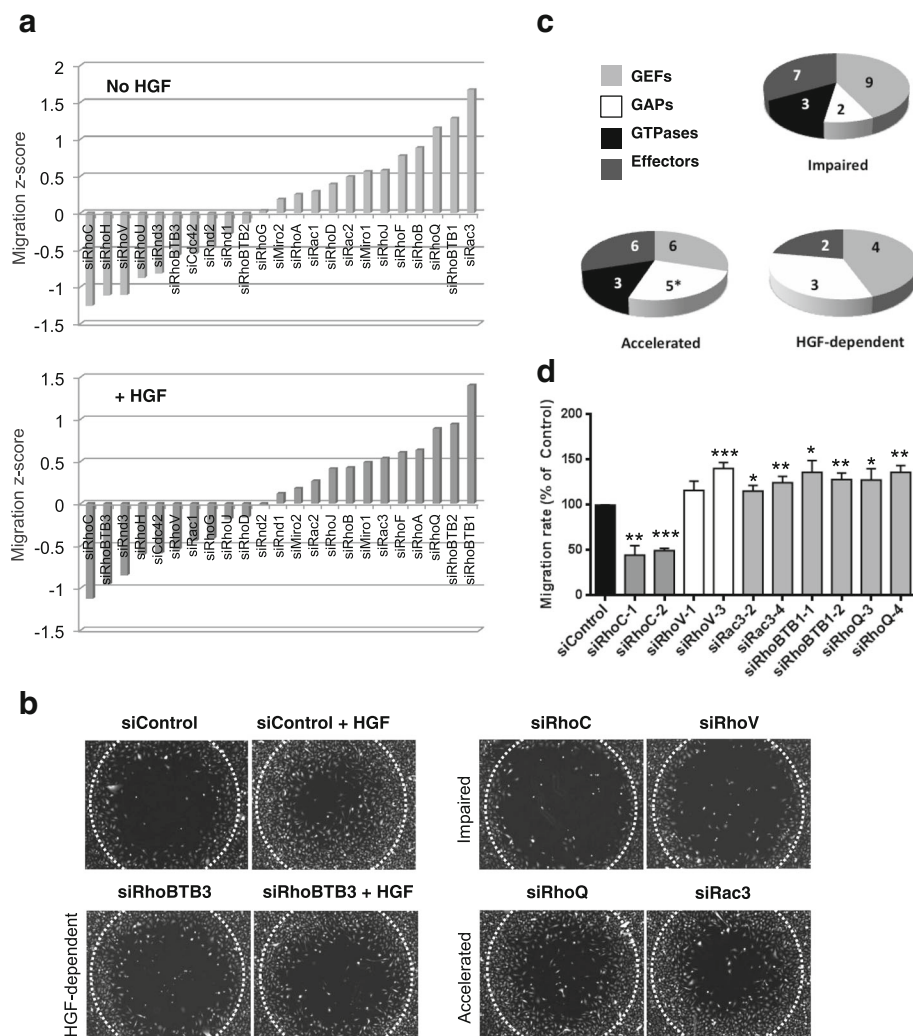 a
No HGF
Migration z-score
2
1.5
1
0.5
0
-0.5
-1
-1.5
siRhoC
siRhoH
siRhoV
siRhoU
siRnd3
siRhoBTB3
siCdc42
siRnd2
siRnd1
siRhoBTB2
siRhoG
siMiro2
siRhoA
siRac1
siRhoD
siRac2
siMiro1
siRhoJ
siRhoF
siRhoB
siRhoQ
siRhoBTB1
siRac3
+ HGF
Migration z-score
1.5
1
0.5
0
-0.5
-1
-1.5
siRhoC
siRhoBTB3
siRnd3
siRhoH
siCdc42
siRhoV
siRac1
siRhoG
siRhoU
siRhoD
siRnd2
siRnd1
siMiro2
siRac2
siRhoJ
siRhoB
siMiro1
siRac3
siRhoF
siRhoA
siRhoQ
siRhoBTB2
siRhoBTB1
c
GEFs
GAPs
GTPases
Effectors
7
9
3
2
Impaired
6
6
3
5*
Accelerated
2
4
3
HGF-dependent
d
Migration rate (% of Control)
200
150
100
50
0
**
***
***
*
**
*
**
*
**
siControl
siRhoC-1
siRhoC-2
siRhoV-1
siRhoV-3
siRac3-2
siRac3-4
siRhoBTB1-1
siRhoBTB1-2
siRhoQ-3
siRhoQ-4
b
siControl
siControl + HGF
siRhoC
siRhoV
Impaired
siRhoBTB3
siRhoBTB3 + HGF
siRhoQ
siRac3
HGF-dependent
Accelerated